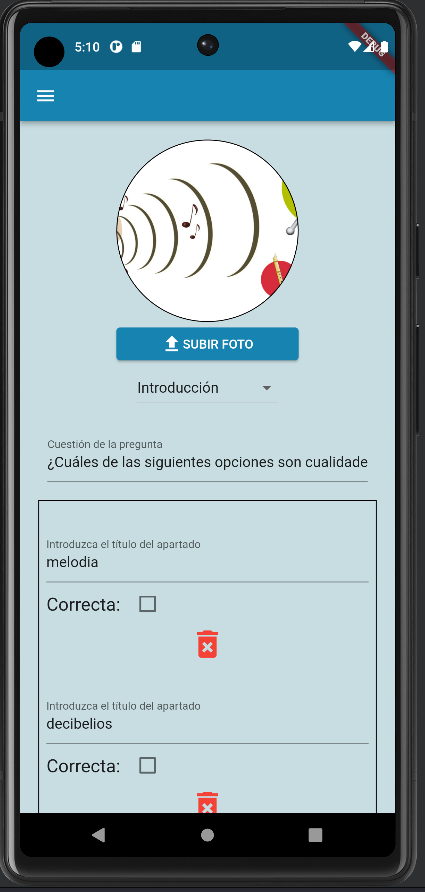 5:10
DEBUG
SUBIR FOTO
Introducción
Cuestión de la pregunta
¿Cuáles de las siguientes opciones son cualidade
Introduzca el título del apartado
melodia
Correcta:
Introduzca el título del apartado
decibelios
Correcta: